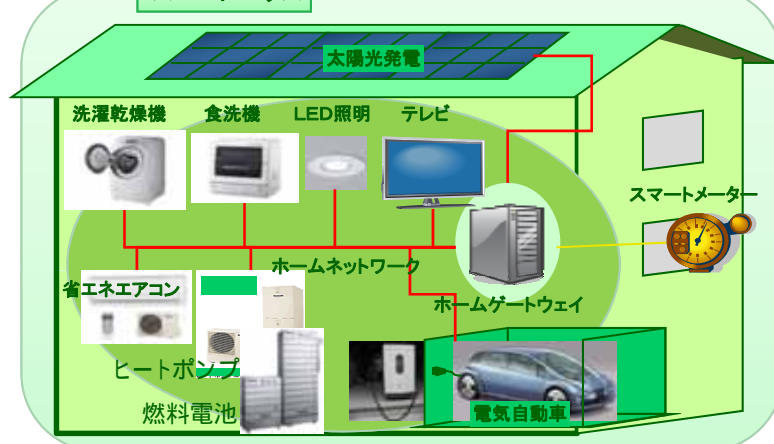 太陽光発電
洗濯乾燥機
食洗機
LED照明
テレビ
スマートメーター
ホームネットワーク
省エネエアコン
ホームゲートウェイ
ヒートポンプ
燃料電池
電気自動車